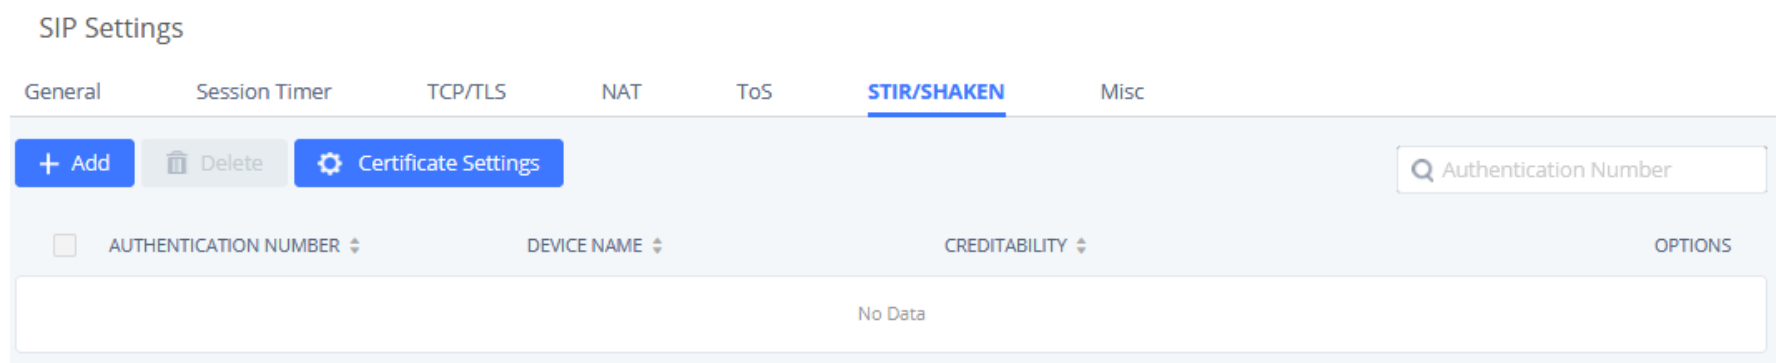 SIP Settings
General Session Timer TCP/TLS NAT ToS STIR/SHAKEN Misc
+ Add Delete Certificate Settings Authentication Number
AUTHENTICATION NUMBER DEVICE NAME CREDITABILITY OPTIONS
No Data